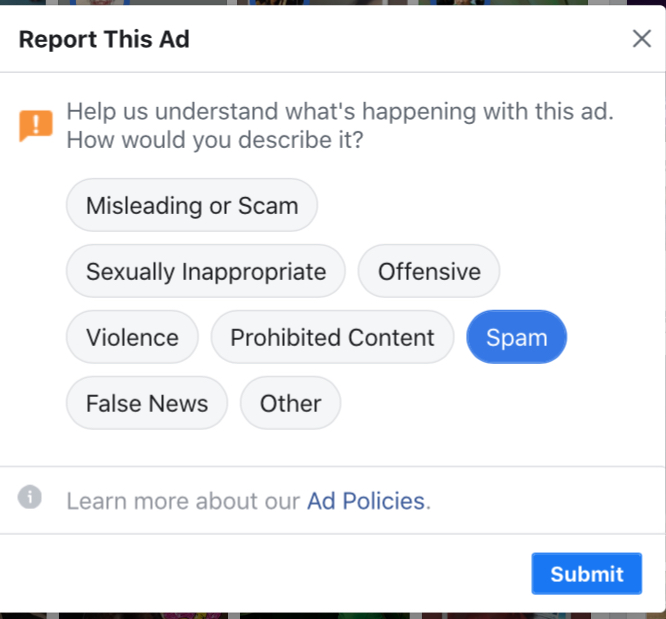 Report This Ad
Help us understand what's happening with this ad.
How would you describe it?
Misleading or Scam
Sexually Inappropriate
Offensive
Violence
Prohibited Content
Spam
False News
Other
Learn more about our Ad Policies.
Submit